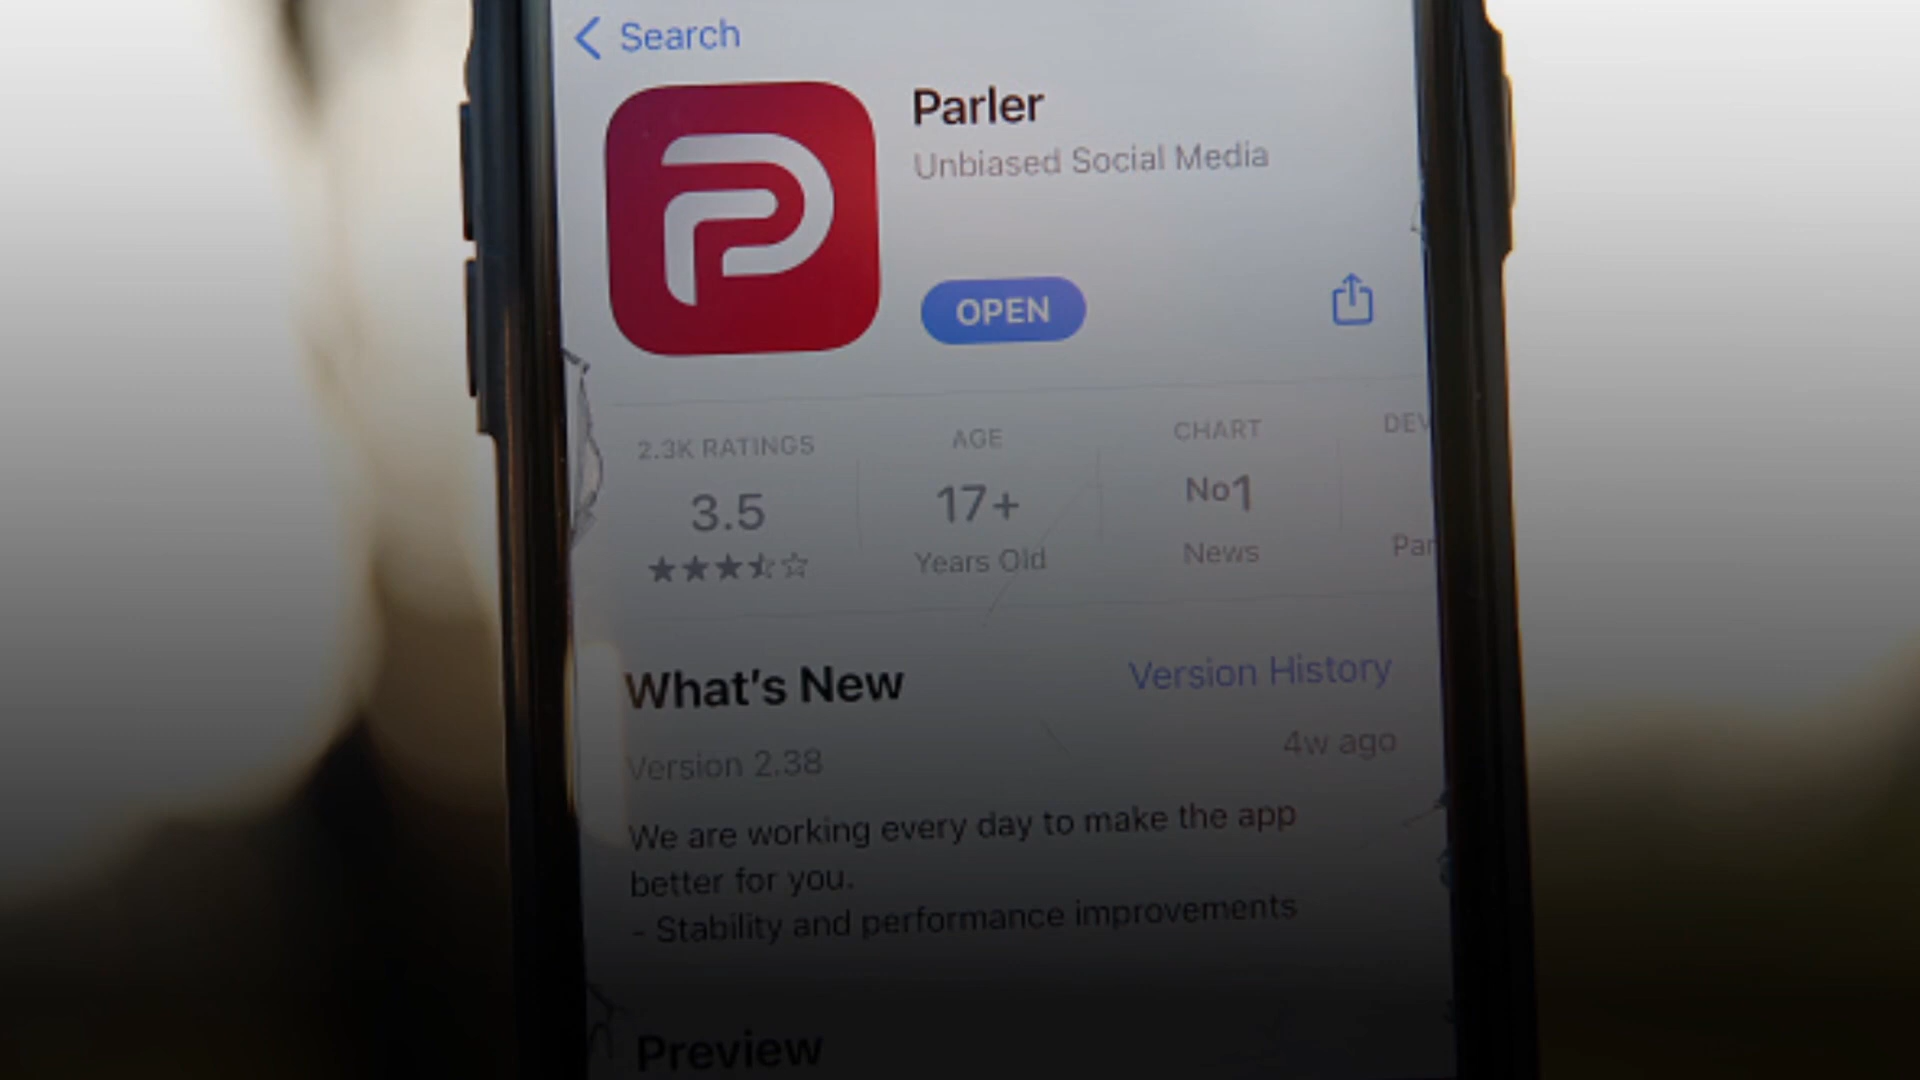 Search
Parler
Unbiased Social Media
OPEN
2.3K RATINGS
AGE
CHART
DEV
3.5
17+
No1
Years Old
News
Par
What's New
Version History
Version 2.38
4w ago
We are working every day to make the app
better for you.
- Stability and performance improvements
Preview